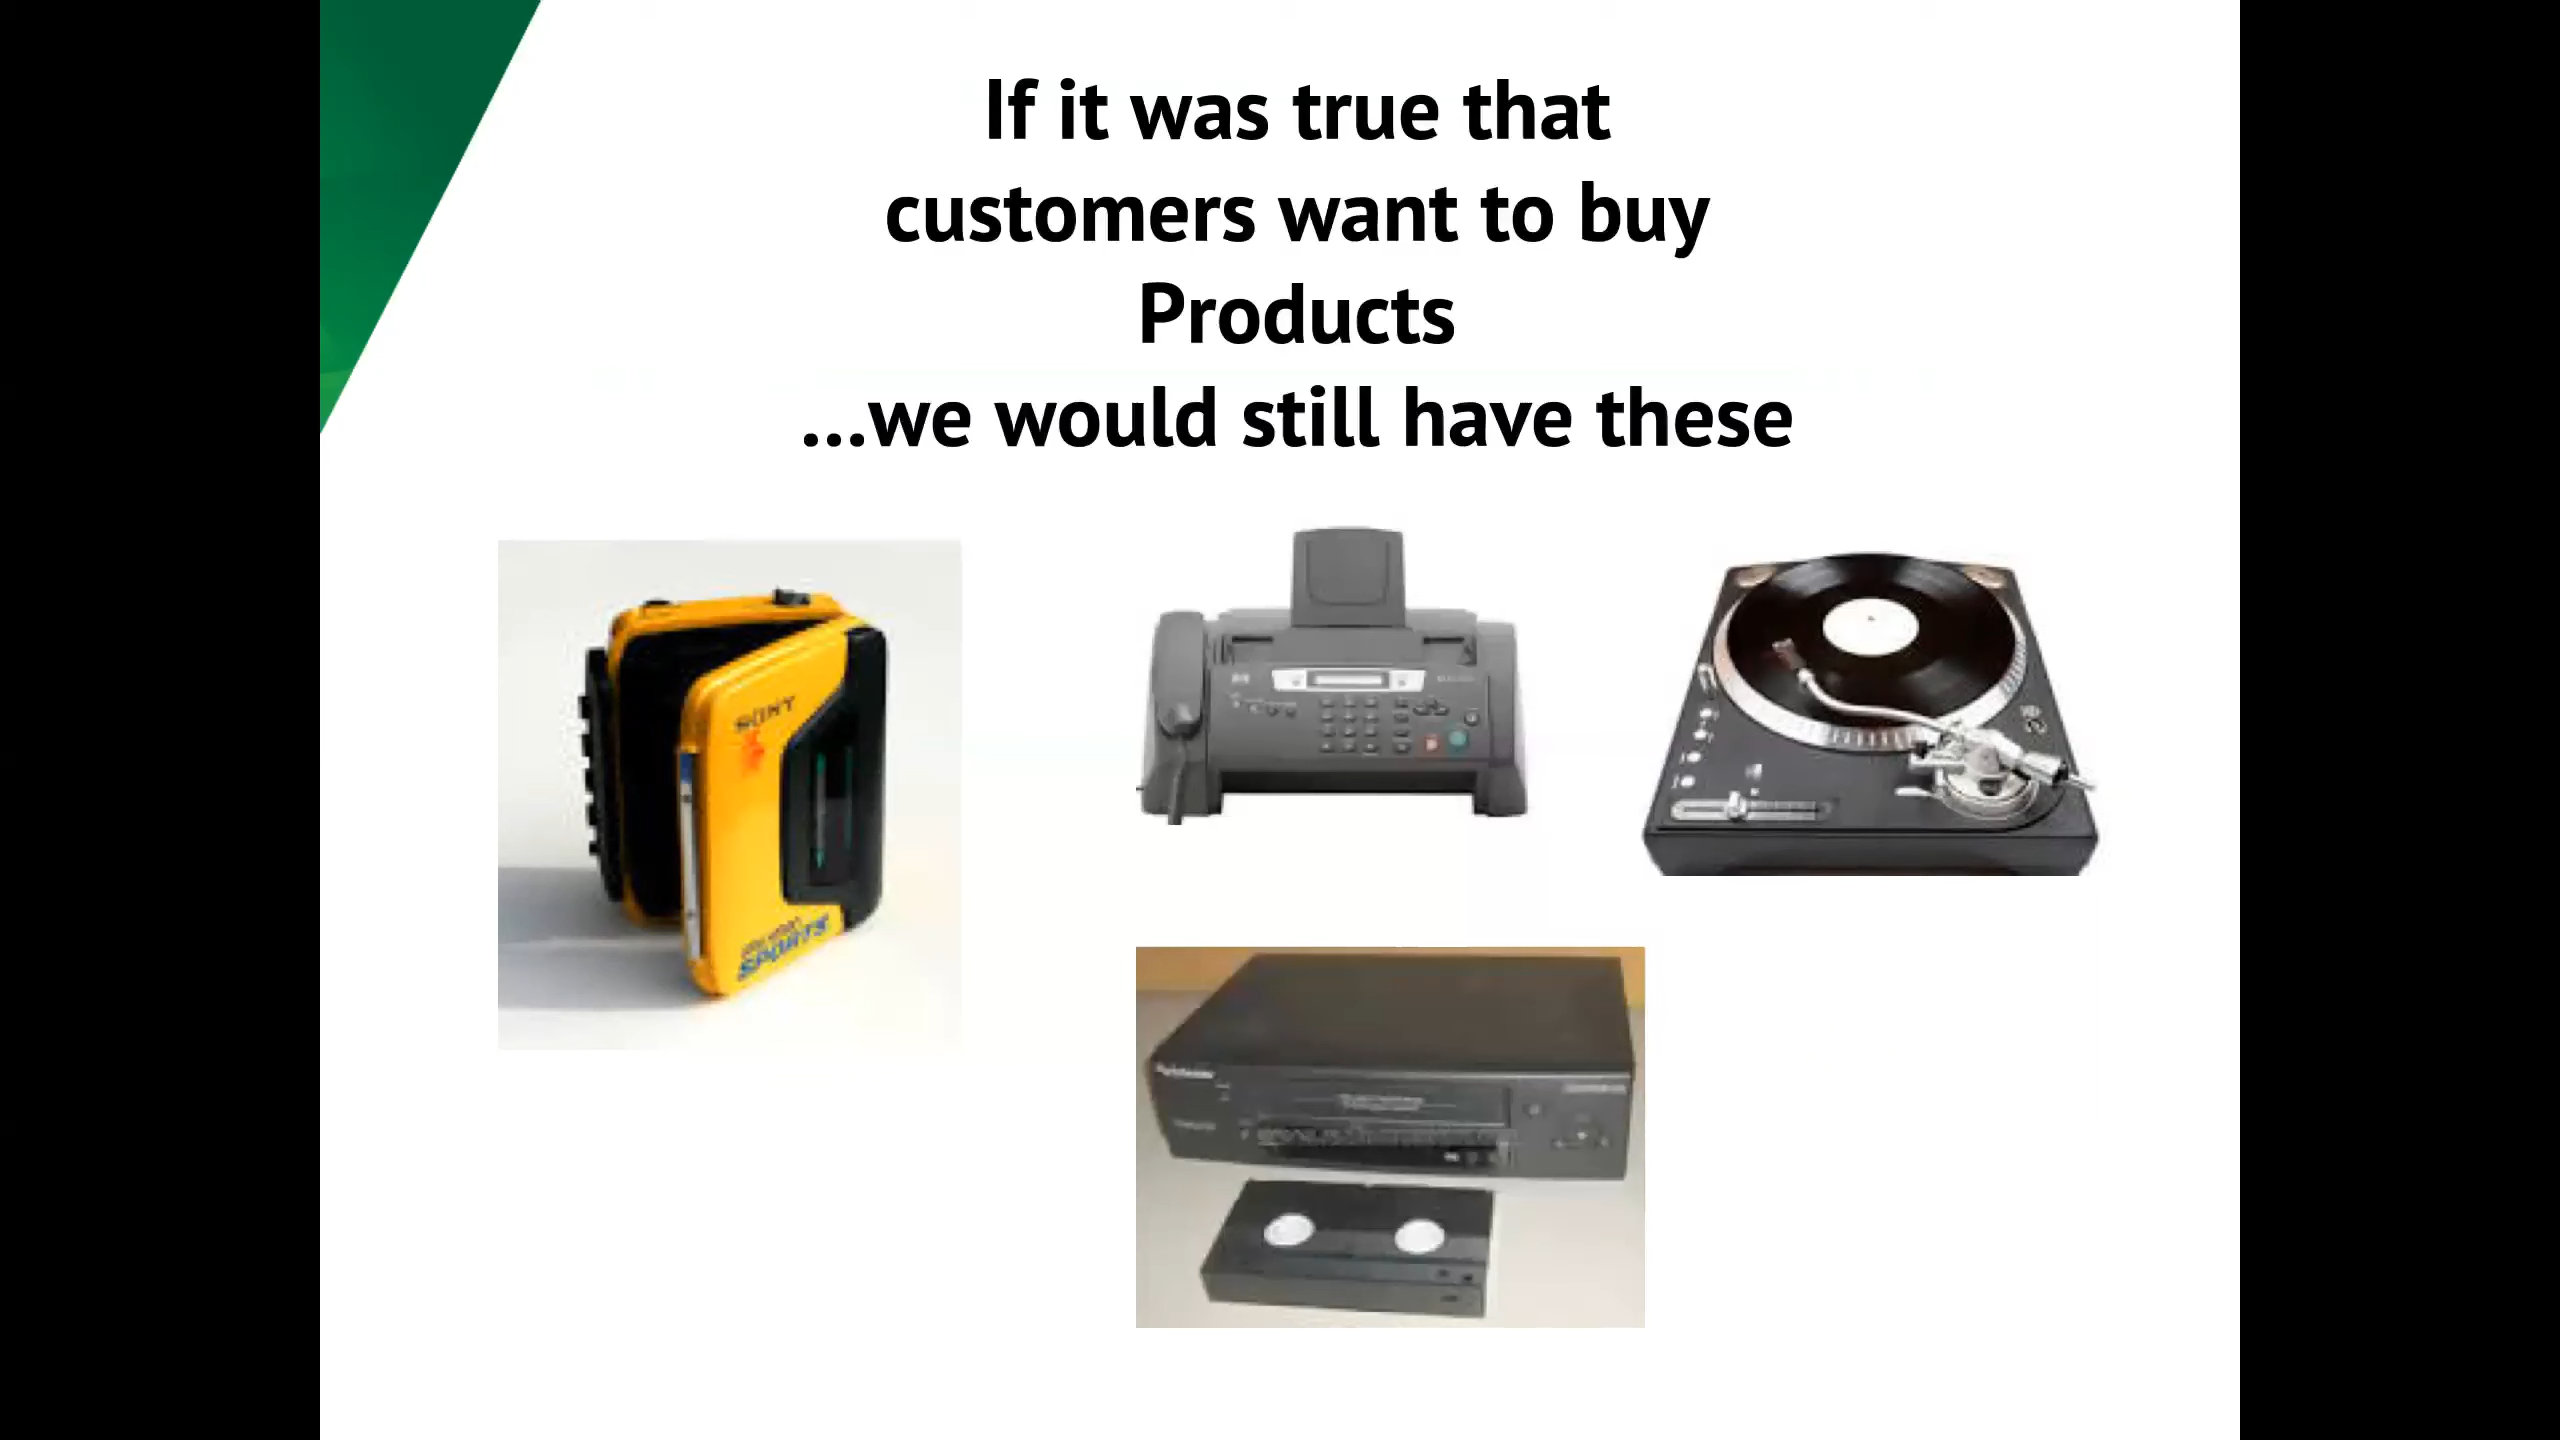 If it was true that
customers want to buy
Products
...we would still have these
SONY
SPORTS